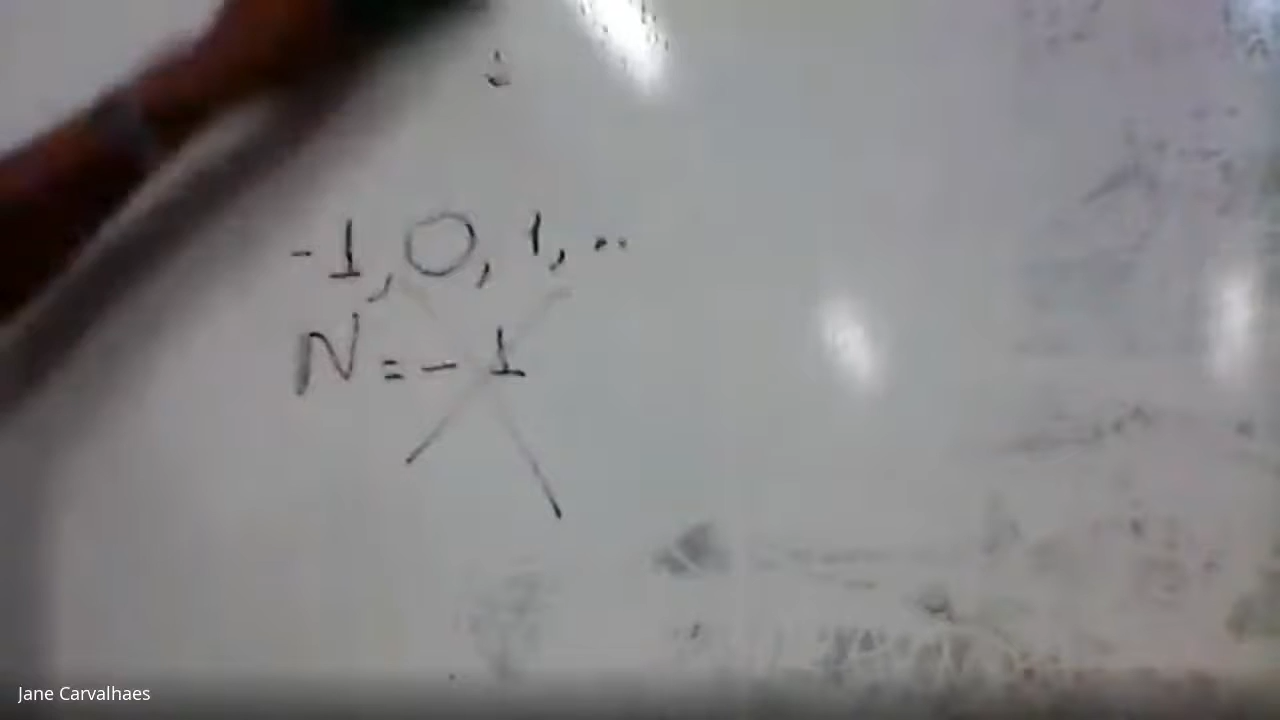 -1, 0, 1, ..
N = - 1
Jane Carvalhaes